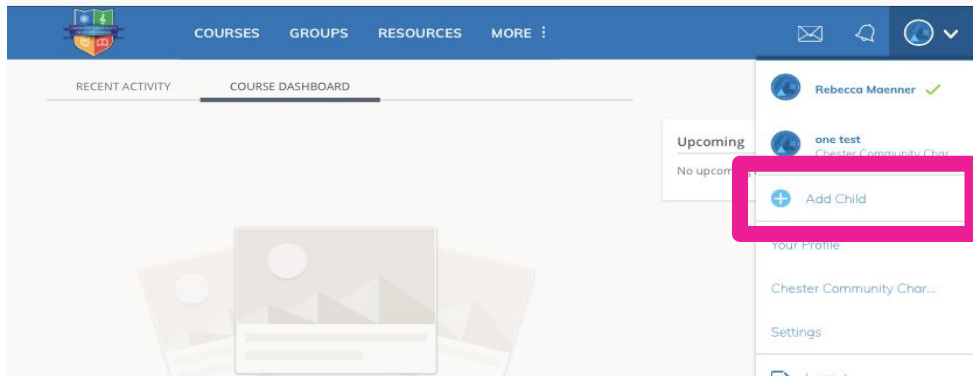 COURSES GROUPS RESOURCES MORE
RECENT ACTIVITY COURSE DASHBOARD
Upcoming
No upcoming
Rebecca Maenner
one test
Chester Community Char...
Add Child
Your Profile
Chester Community Char...
Settings